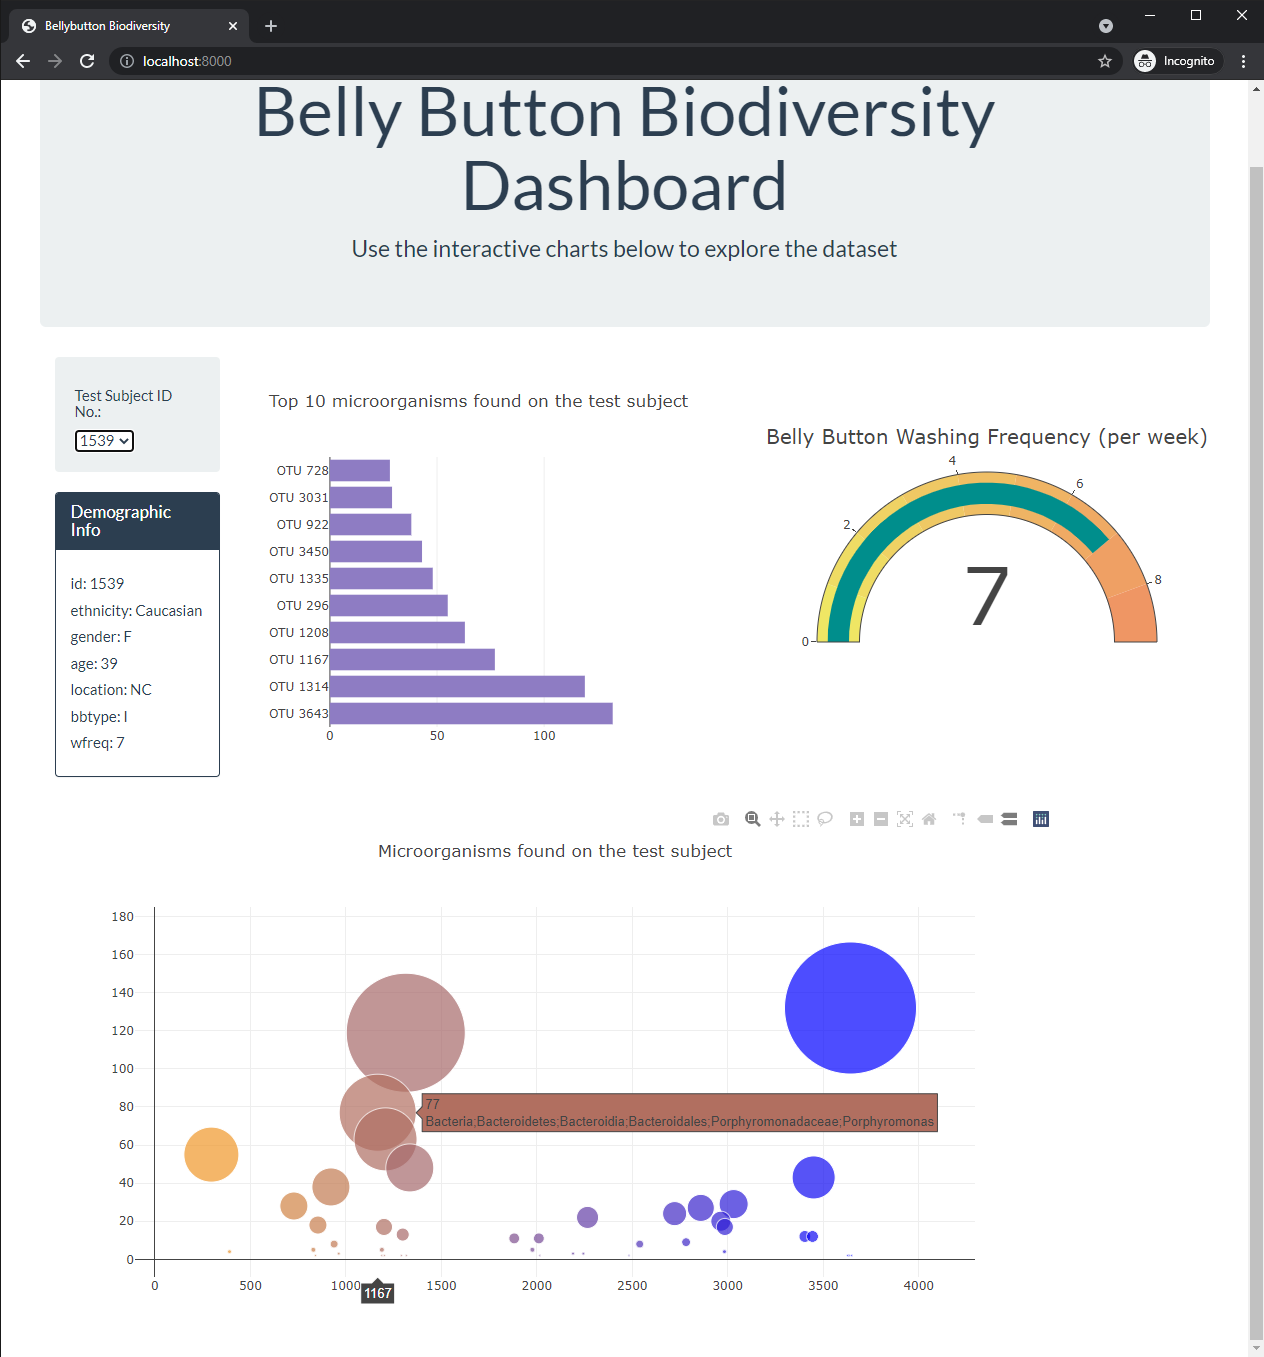 Bellybutton Biodiversity
localhost:8000
Incognito
Belly Button Biodiversity
Dashboard
Use the interactive charts below to explore the dataset
Test Subject ID
No.:
1539
Demographic
Info
id: 1539
ethnicity: Caucasian
gender: F
age: 39
location: NC
bbtype: I
wfreq: 7
Top 10 microorganisms found on the test subject
OTU 728
OTU 3031
OTU 922
OTU 3450
OTU 1335
OTU 296
OTU 1208
OTU 1167
OTU 1314
OTU 3643
0 50 100
Belly Button Washing Frequency (per week)
0 2 4 6 8
7
Microorganisms found on the test subject
180
160
140
120
100
80
60
40
20
0
77
Bacteria;Bacteroidetes;Bacteroidia;Bacteroidales;Porphyromonadaceae;Porphyromonas
0 500 1000 1500 2000 2500 3000 3500 4000
1167